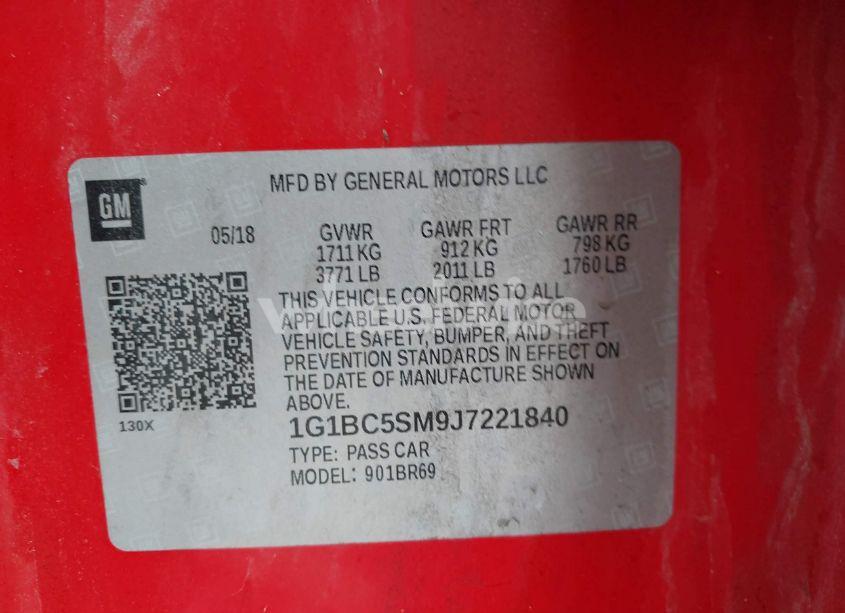 MFD BY GENERAL MOTORS LLC
GM
05/18
GVWR GAWR FRT GAWR RR
1711 KG 912 KG 798 KG
3771 LB 2011 LB 1760 LB
THIS VEHICLE CONFORMS TO ALL
APPLICABLE U.S. FEDERAL MOTOR
VEHICLE SAFETY, BUMPER, AND THEFT
PREVENTION STANDARDS IN EFFECT ON
THE DATE OF MANUFACTURE SHOWN
ABOVE.
130X
1G1BC5SM9J7221840
TYPE: PASS CAR
MODEL: 901BR69